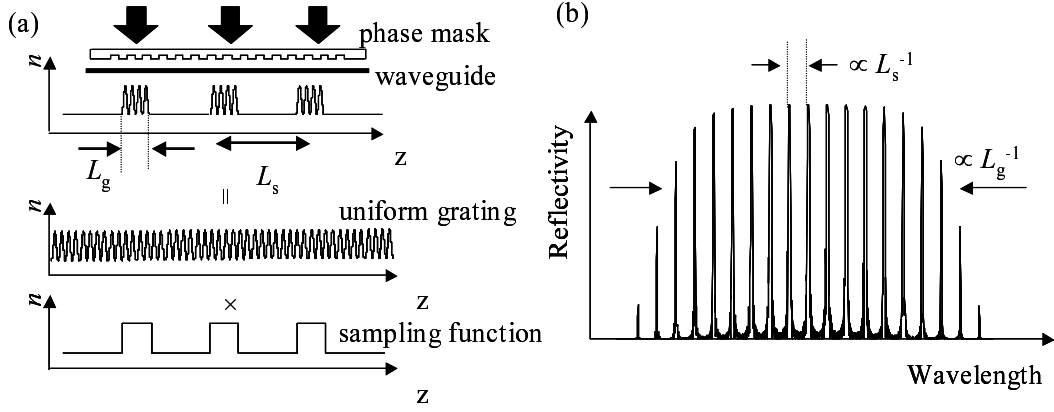 (a)
phase mask
n
waveguide
z
Lg
Ls
=
n
uniform grating
z
×
n
sampling function
z
(b)
∝ Ls-1
∝ Lg-1
Reflectivity
Wavelength